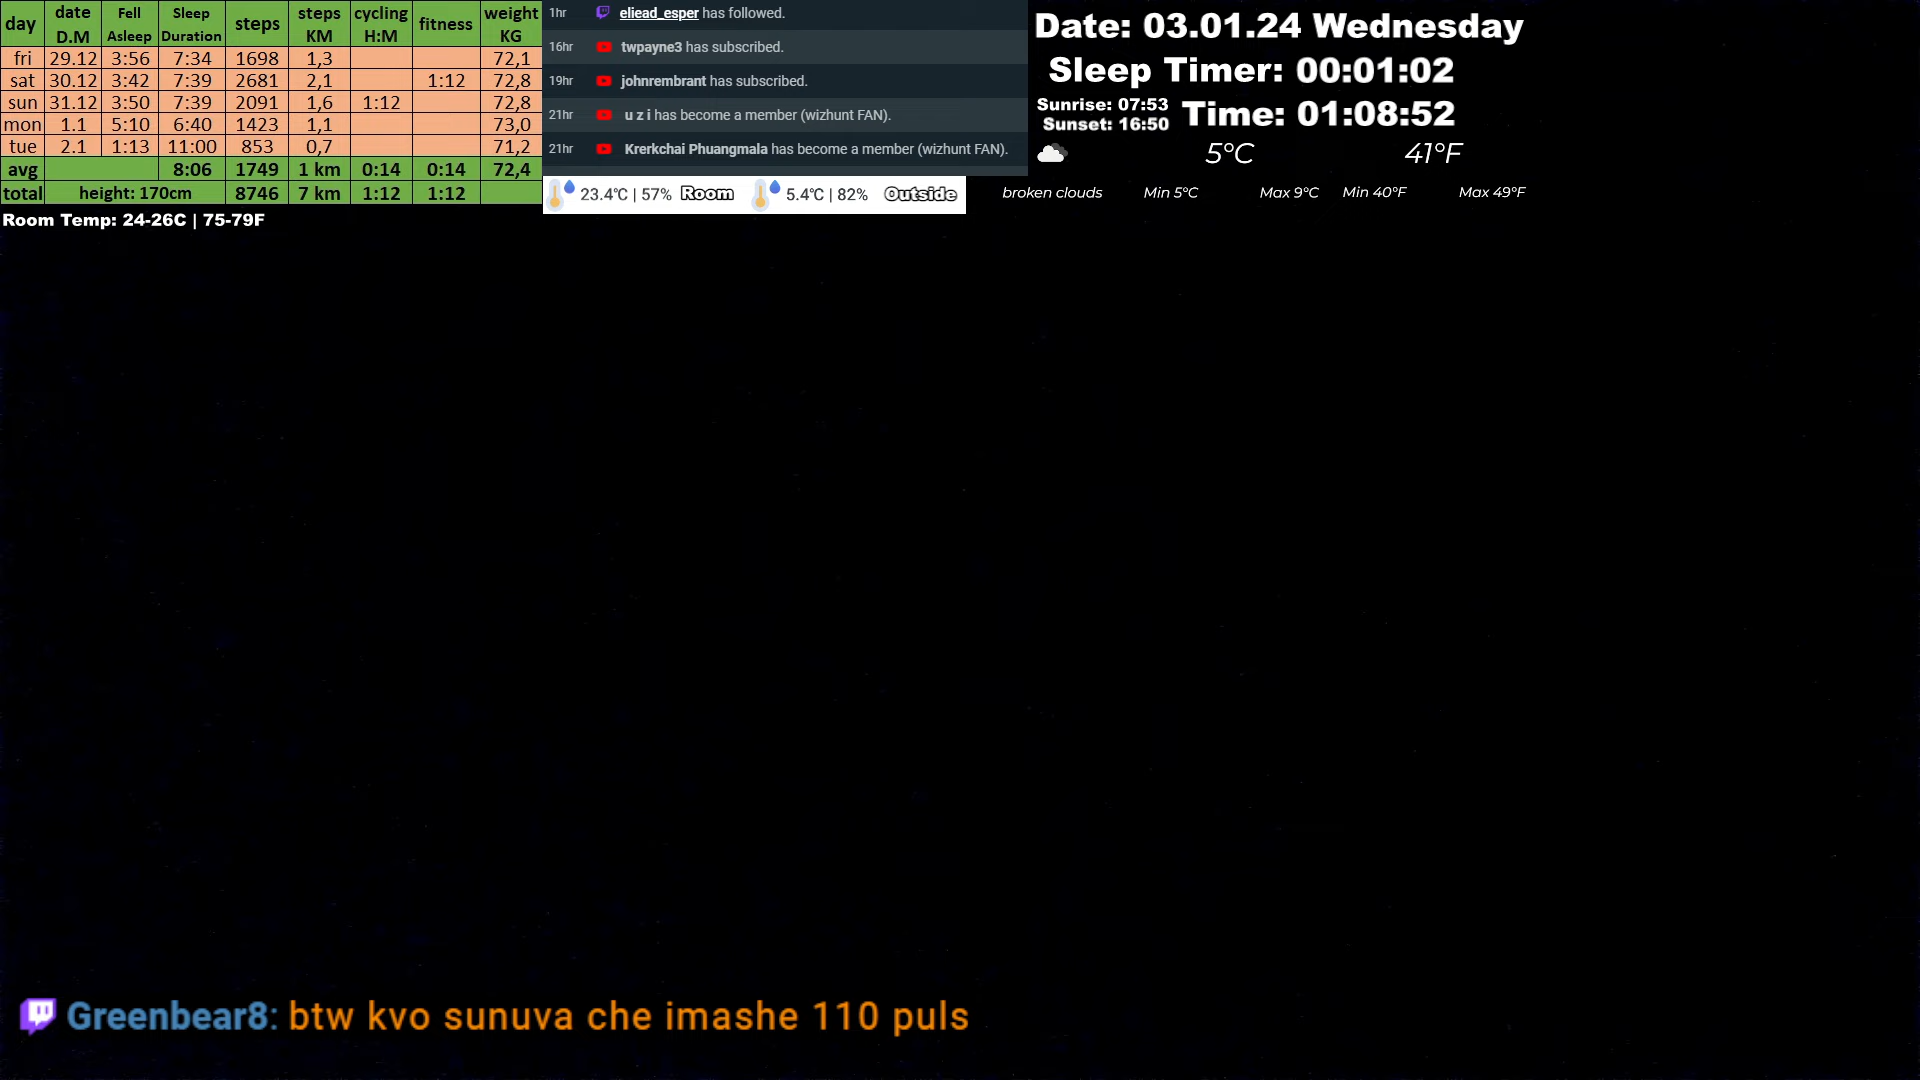 day date D.M Fell Asleep Sleep Duration steps steps KM cycling H:M fitness weight KG
fri 29.12 3:56 7:34 1698 1,3 72,1
sat 30.12 3:42 7:39 2681 2,1 1:12 72,8
sun 31.12 3:50 7:39 2091 1,6 1:12 72,8
mon 1.1 5:10 6:40 1423 1,1 73,0
tue 2.1 1:13 11:00 853 0,7 71,2
avg 8:06 1749 1 km 0:14 0:14 72,4
total height: 170cm 8746 7 km 1:12 1:12
Room Temp: 24-26C | 75-79F
1hr eliead_esper has followed.
16hr twpayne3 has subscribed.
19hr johnrembrant has subscribed.
21hr u z i has become a member (wizhunt FAN).
21hr Krerkchai Phuangmala has become a member (wizhunt FAN).
23.4°C | 57% Room 5.4°C | 82% Outside
Date: 03.01.24 Wednesday
Sleep Timer: 00:01:02
Sunrise: 07:53
Sunset: 16:50
Time: 01:08:52
5°C 41°F
broken clouds Min 5°C Max 9°C Min 40°F Max 49°F
Greenbear8: btw kvo sunuva che imashe 110 puls